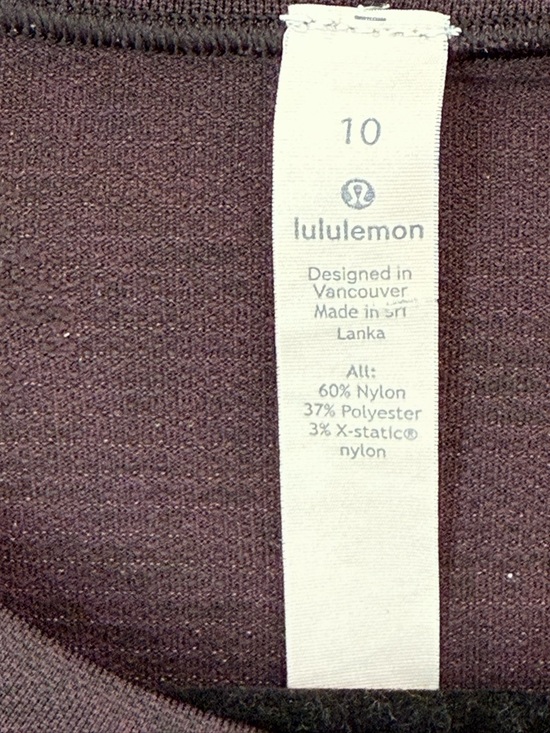 10
lululemon
Designed in
Vancouver
Made in Sri
Lanka
All:
60% Nylon
37% Polyester
3% X-static®
nylon